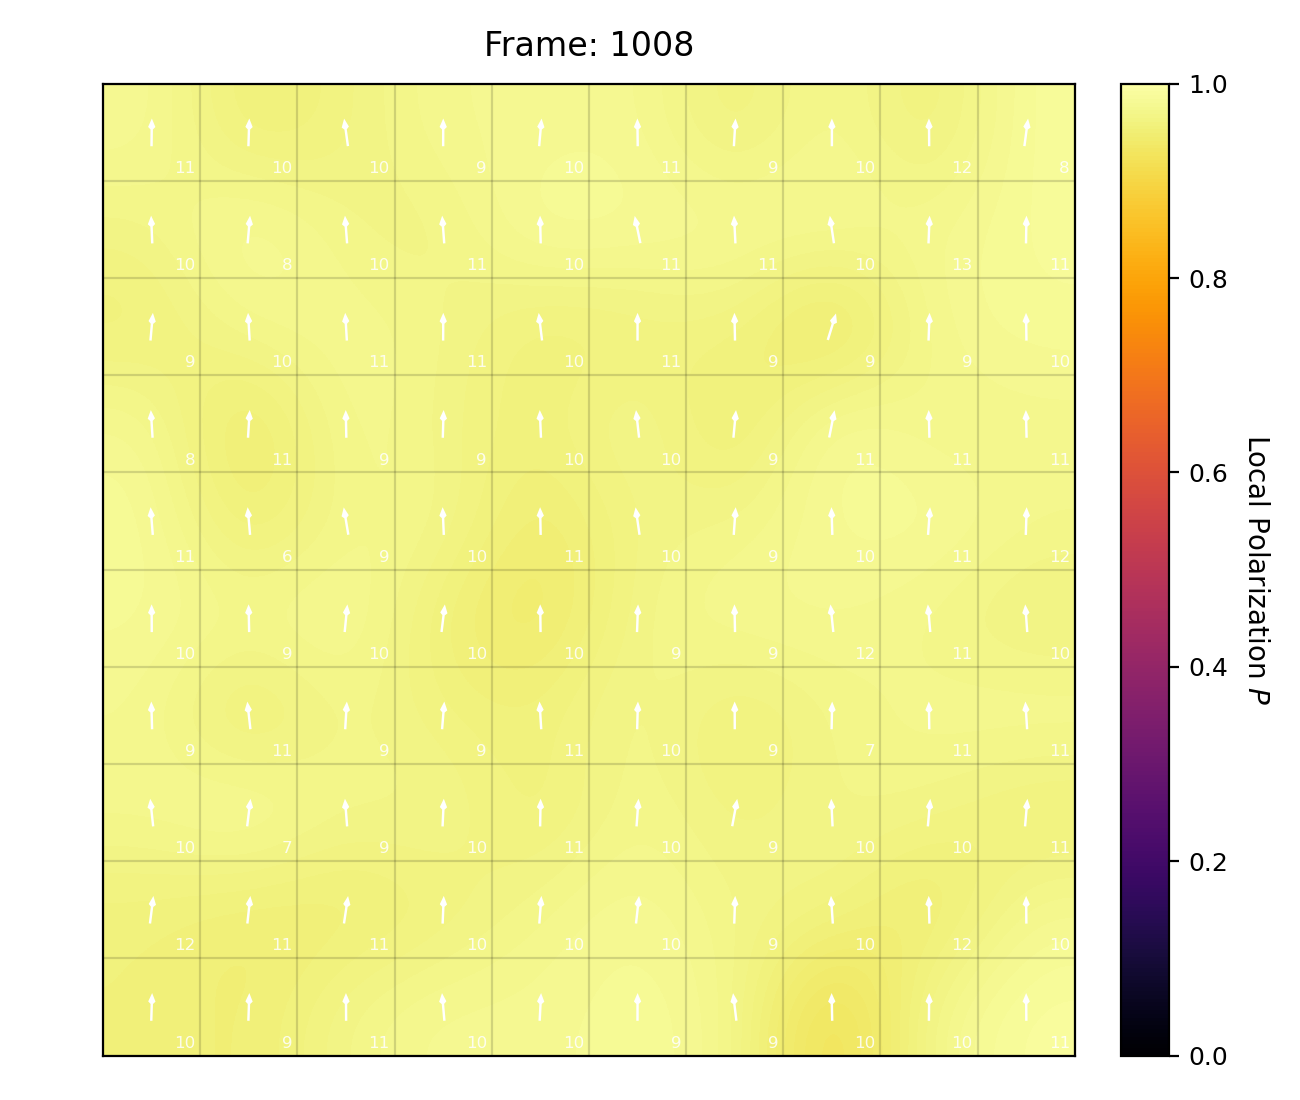 Frame: 1008
11 10 10 9 10 11 9 10 12 8
10 8 10 11 10 11 11 10 13 11
9 10 11 11 10 11 9 9 9 10
8 11 9 9 10 10 9 11 11 11
11 6 9 10 11 10 9 10 11 12
10 9 10 10 10 9 9 12 11 10
9 11 9 9 11 10 9 7 11 11
10 7 9 10 11 10 9 10 10 11
12 11 11 10 10 10 9 10 12 10
10 9 11 10 10 9 9 10 10 11
1.0
0.8
0.6
0.4
0.2
0.0
Local Polarization P